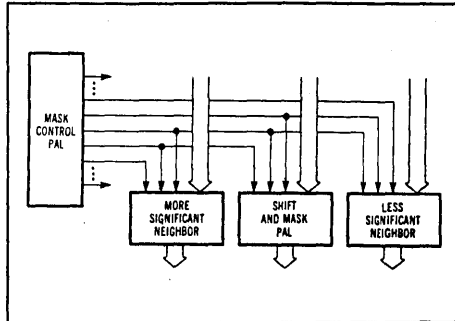 MASK
CONTROL
PAL
MORE
SIGNIFICANT
NEIGHBOR
SHIFT
AND MASK
PAL
LESS
SIGNIFICANT
NEIGHBOR